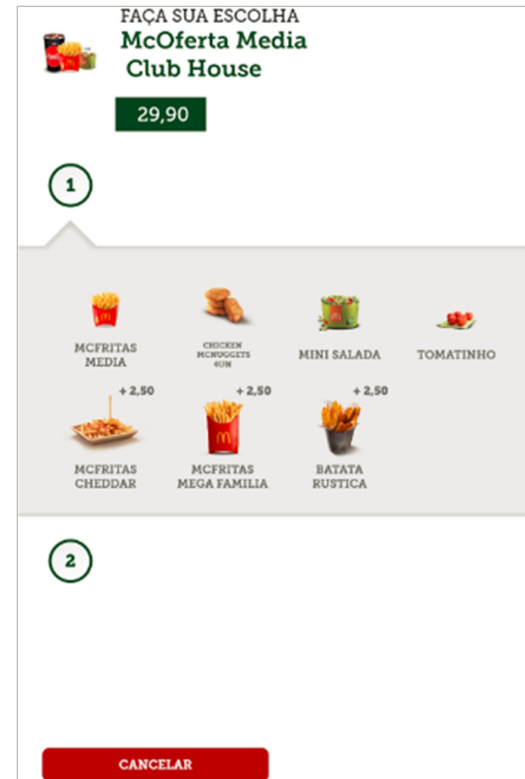 FAÇA SUA ESCOLHA
McOferta Media
Club House
29,90
1
MCFRITAS
MEDIA
CHICKEN
MCNUGGETS
4UN
MINI SALADA
TOMATINHO
+ 2,50
+ 2,50
+ 2,50
MCFRITAS
CHEDDAR
MCFRITAS
MEGA FAMILIA
BATATA
RUSTICA
2
CANCELAR